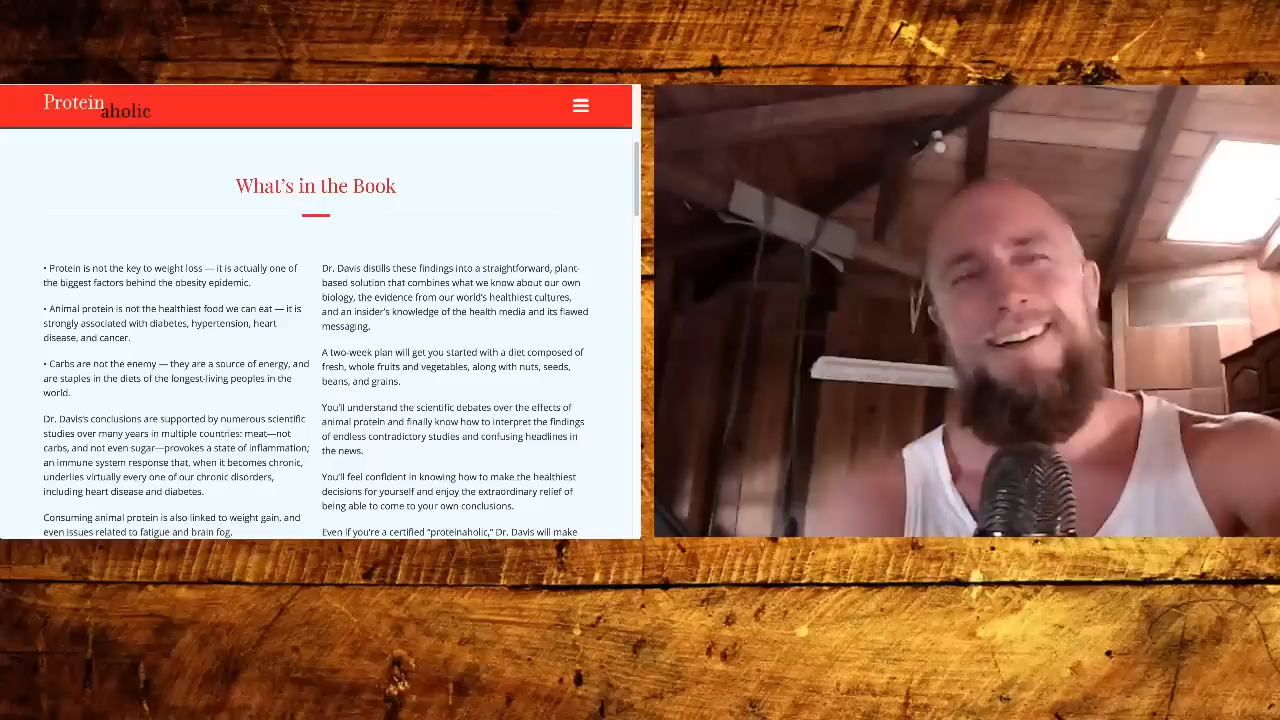 Protein
aholic
What's in the Book
• Protein is not the key to weight loss — it is actually one of
the biggest factors behind the obesity epidemic.
• Animal protein is not the healthiest food we can eat — it is
strongly associated with diabetes, hypertension, heart
disease, and cancer.
• Carbs are not the enemy — they are a source of energy, and
are staples in the diets of the longest-living peoples in the
world.
Dr. Davis's conclusions are supported by numerous scientific
studies over many years in multiple countries: meat—not
carbs, and not even sugar—provokes a state of inflammation;
an immune system response that, when it becomes chronic,
underlies virtually every one of our chronic disorders,
including heart disease and diabetes.
Consuming animal protein is also linked to weight gain, and
even issues related to fatigue and brain fog.
Dr. Davis distills these findings into a straightforward, plant-
based solution that combines what we know about our own
biology, the evidence from our world's healthiest cultures,
and an insider's knowledge of the health media and its flawed
messaging.
A two-week plan will get you started with a diet composed of
fresh, whole fruits and vegetables, along with nuts, seeds,
beans, and grains.
You'll understand the scientific debates over the effects of
animal protein and finally know how to interpret the findings
of endless contradictory studies and confusing headlines in
the news.
You'll feel confident in knowing how to make the healthiest
decisions for yourself and enjoy the extraordinary relief of
being able to come to your own conclusions.
Even if you're a certified “proteinaholic,” Dr. Davis will make